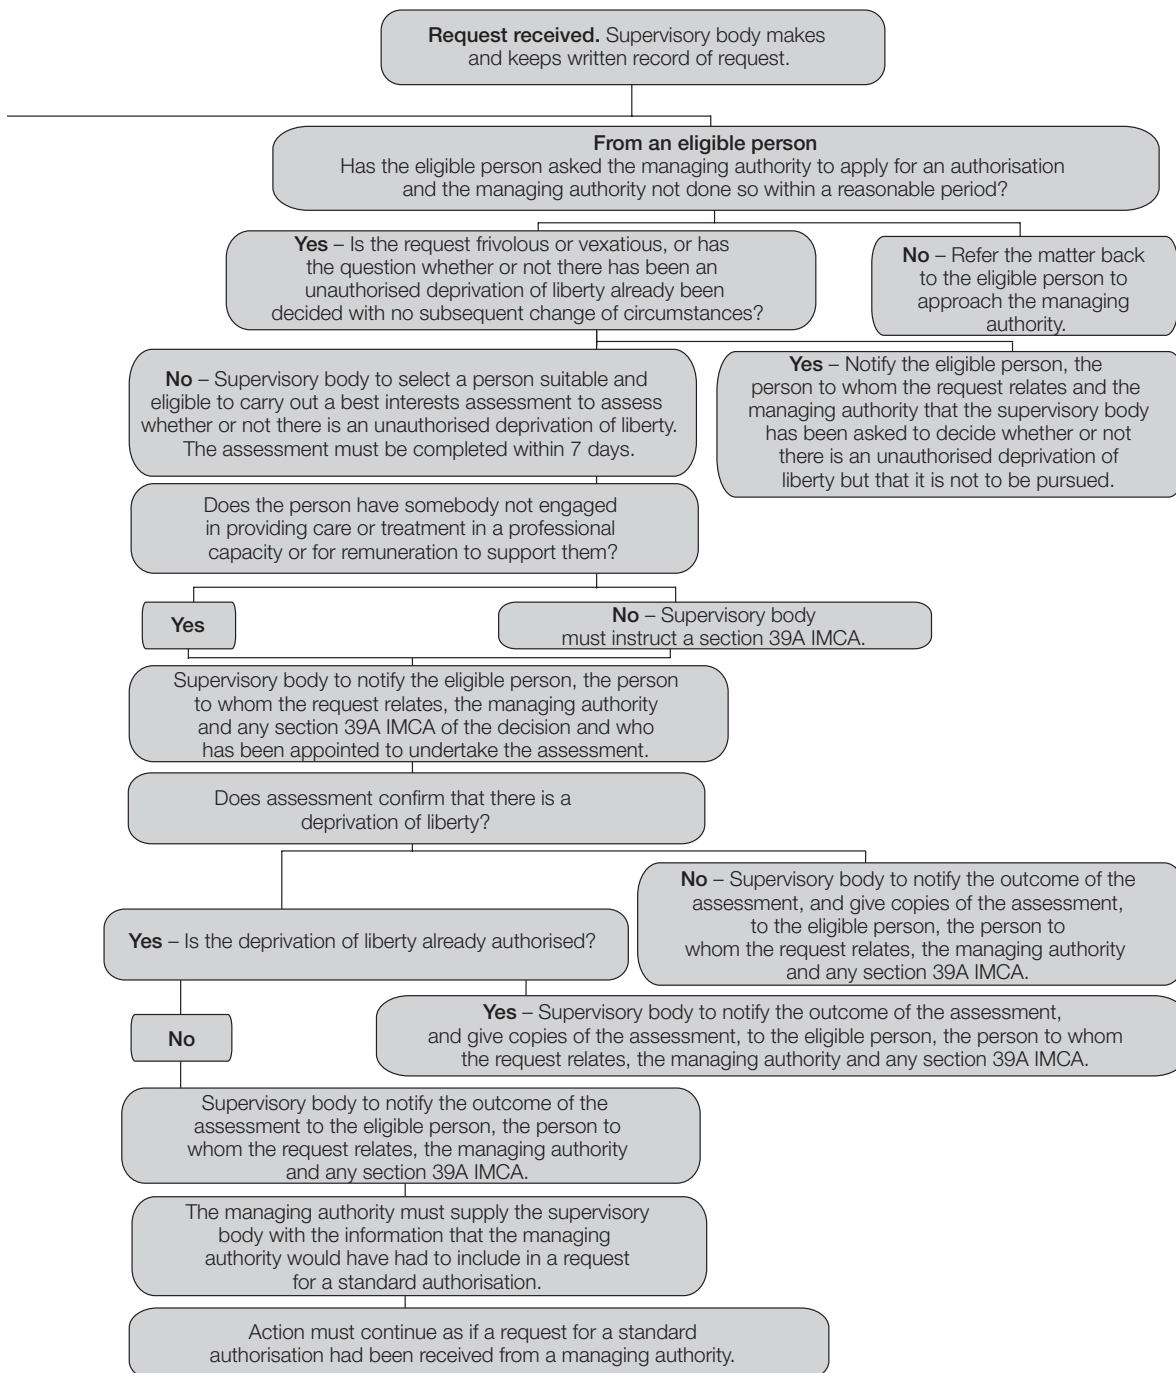 Request received. Supervisory body makes
and keeps written record of request.
From an eligible person
Has the eligible person asked the managing authority to apply for an authorisation
and the managing authority not done so within a reasonable period?
Yes – Is the request frivolous or vexatious, or has
the question whether or not there has been an
unauthorised deprivation of liberty already been
decided with no subsequent change of circumstances?
No – Refer the matter back
to the eligible person to
approach the managing
authority.
No – Supervisory body to select a person suitable and
eligible to carry out a best interests assessment to assess
whether or not there is an unauthorised deprivation of liberty.
The assessment must be completed within 7 days.
Yes – Notify the eligible person, the
person to whom the request relates and the
managing authority that the supervisory body
has been asked to decide whether or not
there is an unauthorised deprivation of
liberty but that it is not to be pursued.
Does the person have somebody not engaged
in providing care or treatment in a professional
capacity or for remuneration to support them?
Yes
No – Supervisory body
must instruct a section 39A IMCA.
Supervisory body to notify the eligible person, the person
to whom the request relates, the managing authority
and any section 39A IMCA of the decision and who
has been appointed to undertake the assessment.
Does assessment confirm that there is a
deprivation of liberty?
No – Supervisory body to notify the outcome of the
assessment, and give copies of the assessment,
to the eligible person, the person to
whom the request relates, the managing authority
and any section 39A IMCA.
Yes – Is the deprivation of liberty already authorised?
Yes – Supervisory body to notify the outcome of the assessment,
and give copies of the assessment, to the eligible person, the person to whom
the request relates, the managing authority and any section 39A IMCA.
No
Supervisory body to notify the outcome of the
assessment to the eligible person, the person to
whom the request relates, the managing authority
and any section 39A IMCA.
The managing authority must supply the supervisory
body with the information that the managing
authority would have had to include in a request
for a standard authorisation.
Action must continue as if a request for a standard
authorisation had been received from a managing authority.